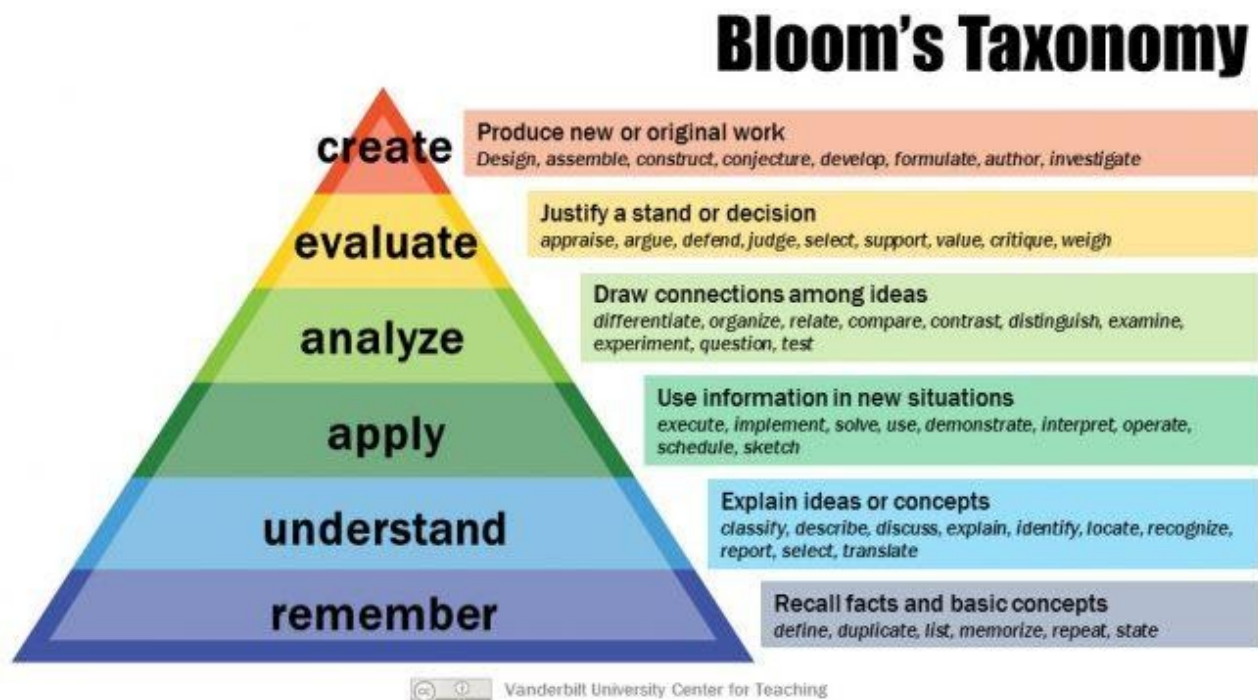 Bloom's Taxonomy
create
Produce new or original work
Design, assemble, construct, conjecture, develop, formulate, author, investigate
evaluate
Justify a stand or decision
appraise, argue, defend, judge, select, support, value, critique, weigh
analyze
Draw connections among ideas
differentiate, organize, relate, compare, contrast, distinguish, examine,
experiment, question, test
apply
Use information in new situations
execute, implement, solve, use, demonstrate, interpret, operate,
schedule, sketch
understand
Explain ideas or concepts
classify, describe, discuss, explain, identify, locate, recognize,
report, select, translate
remember
Recall facts and basic concepts
define, duplicate, list, memorize, repeat, state
cc
Vanderbilt University Center for Teaching